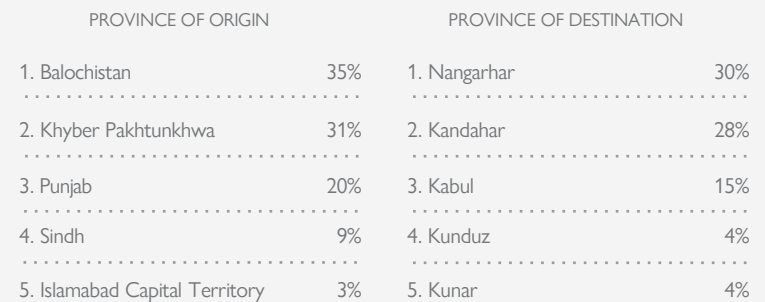 PROVINCE OF ORIGIN
1. Balochistan 35%
2. Khyber Pakhtunkhwa 31%
3. Punjab 20%
4. Sindh 9%
5. Islamabad Capital Territory 3%
PROVINCE OF DESTINATION
1. Nangarhar 30%
2. Kandahar 28%
3. Kabul 15%
4. Kunduz 4%
5. Kunar 4%